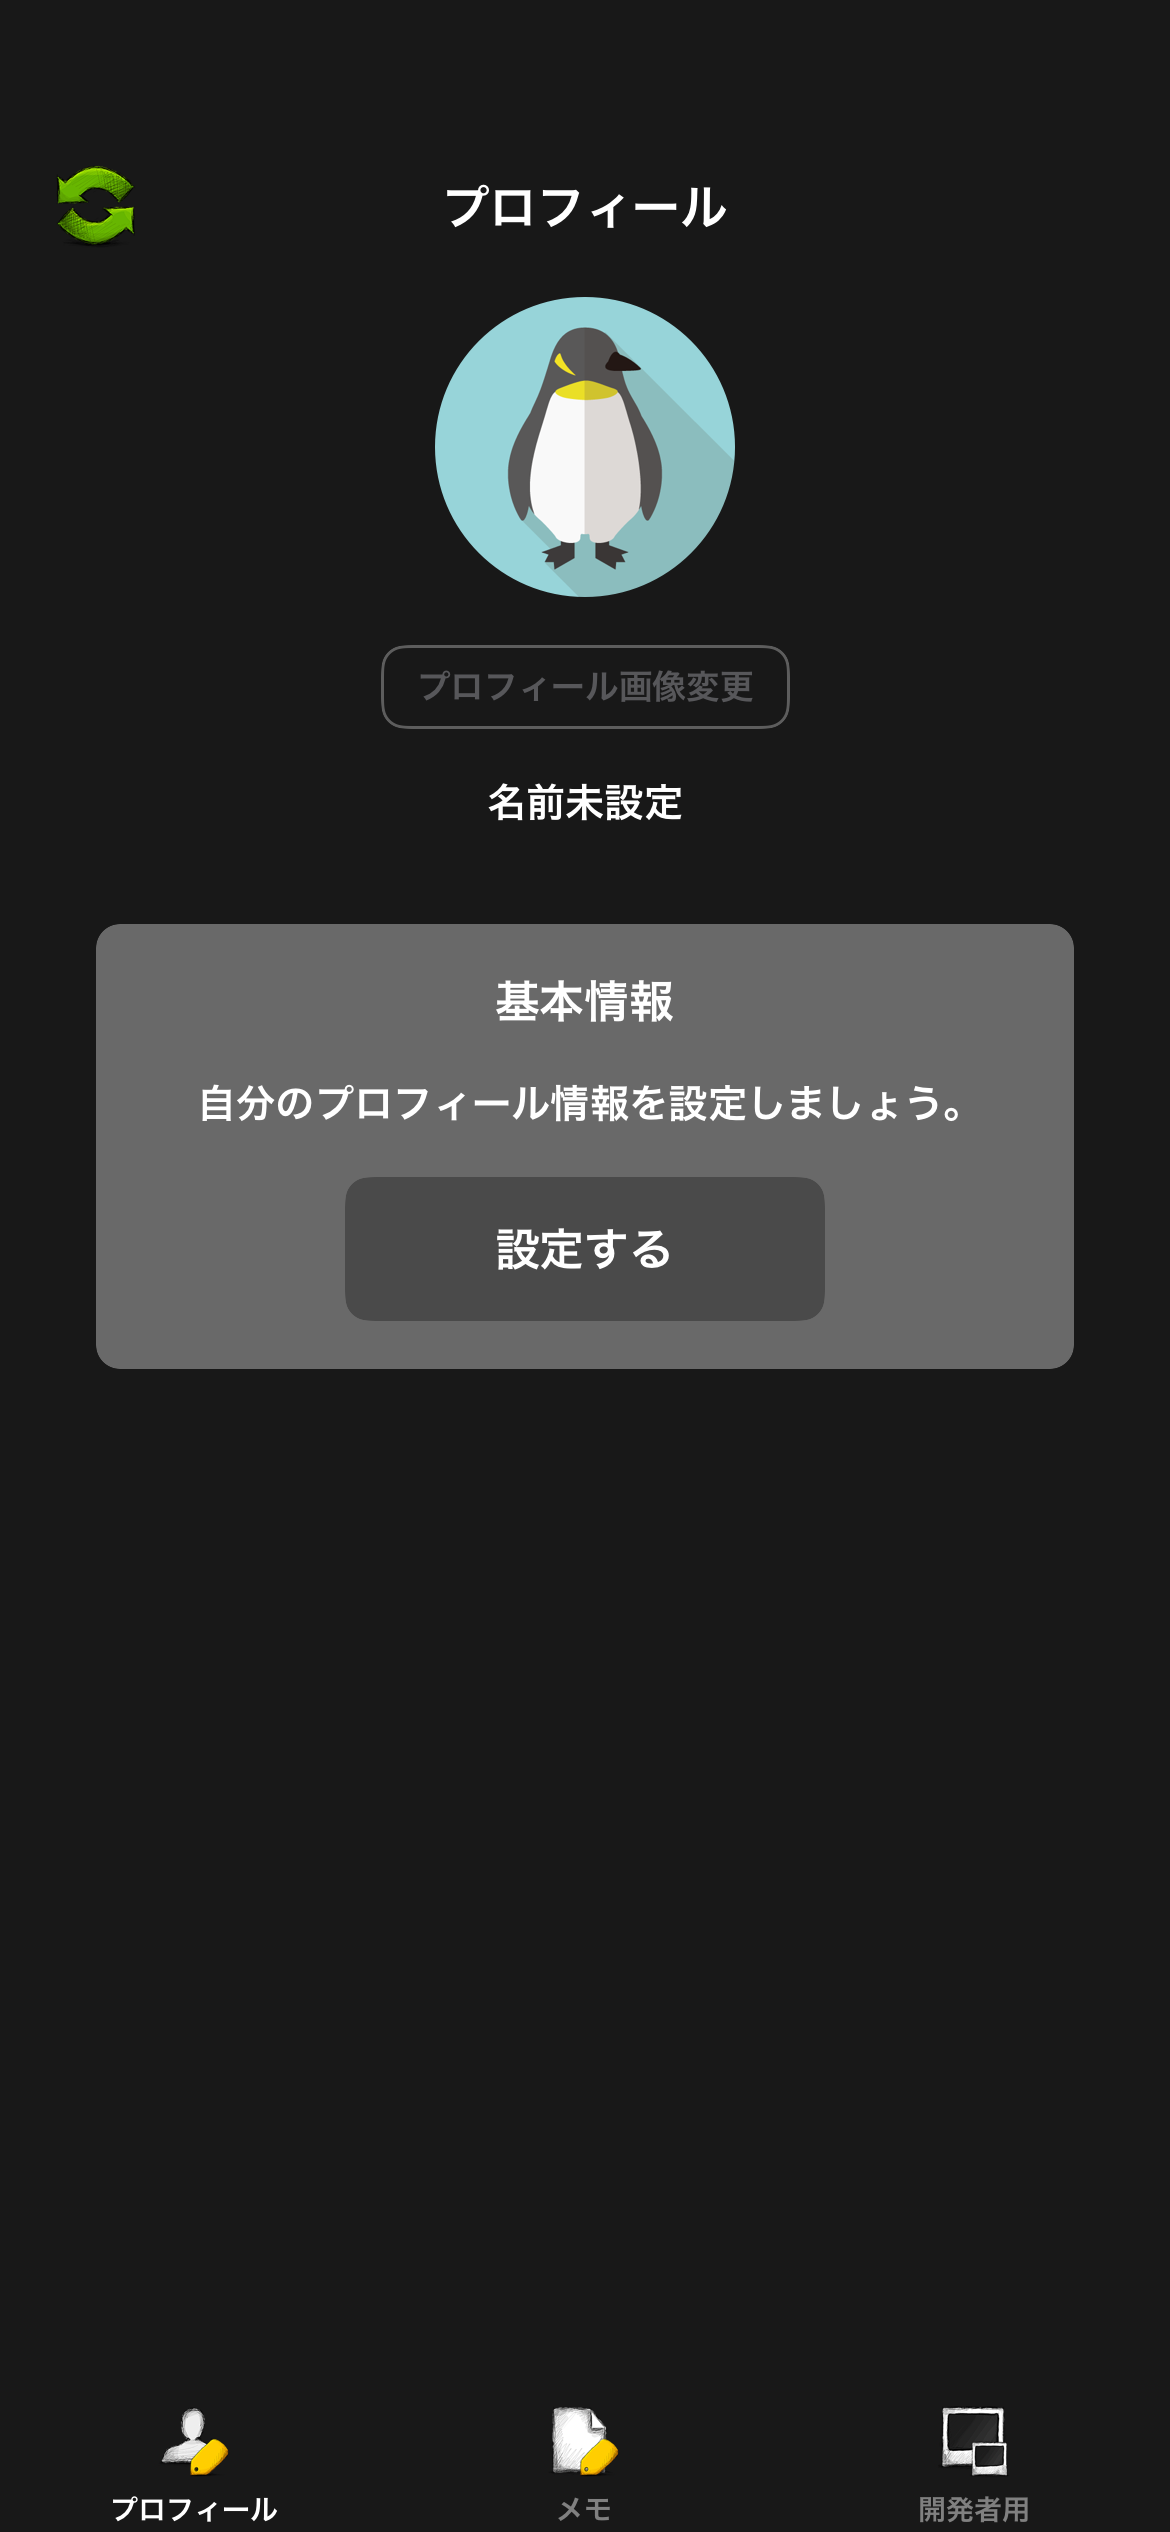 プロフィール
プロフィール画像変更
名前未設定
基本情報
自分のプロフィール情報を設定しましょう。
設定する
プロフィール
メモ
開発者用